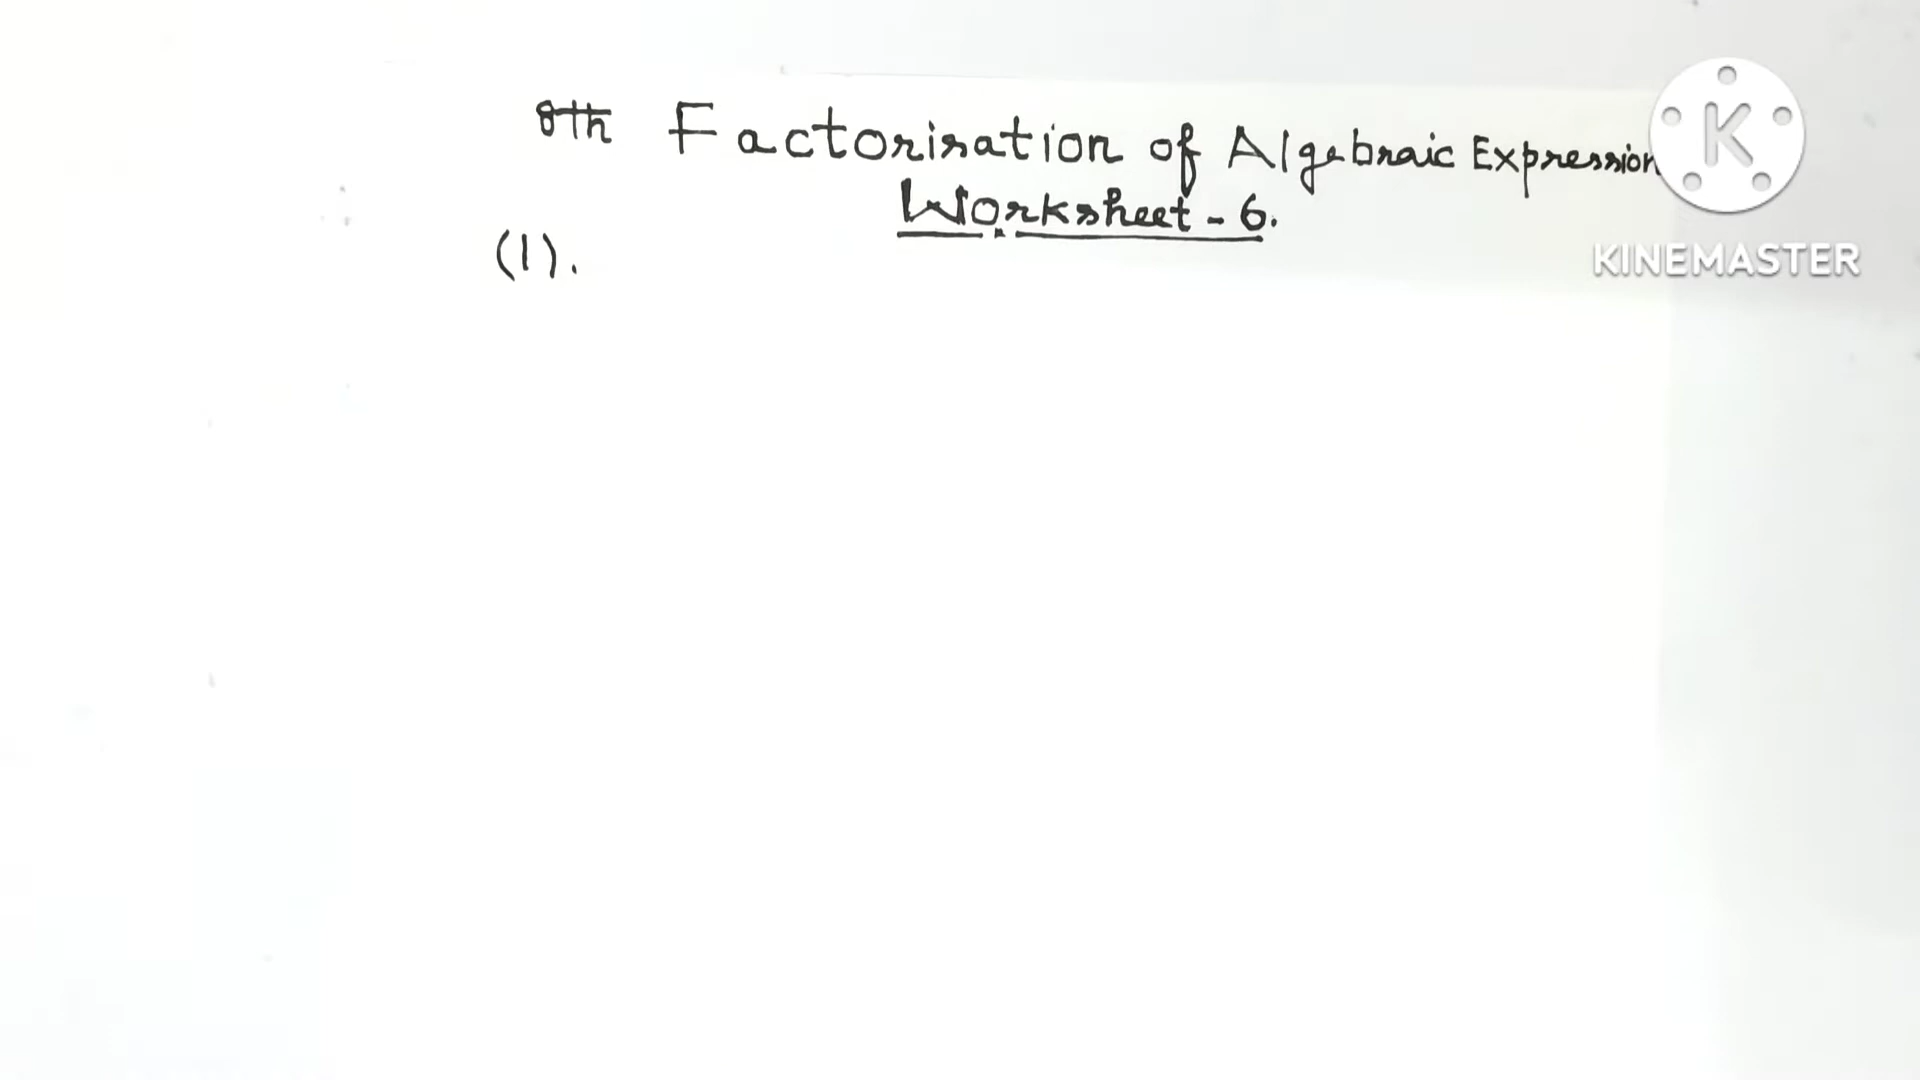 8th Factorisation of Algebraic Expression
Worksheet - 6.
(1).
K
KINEMASTER